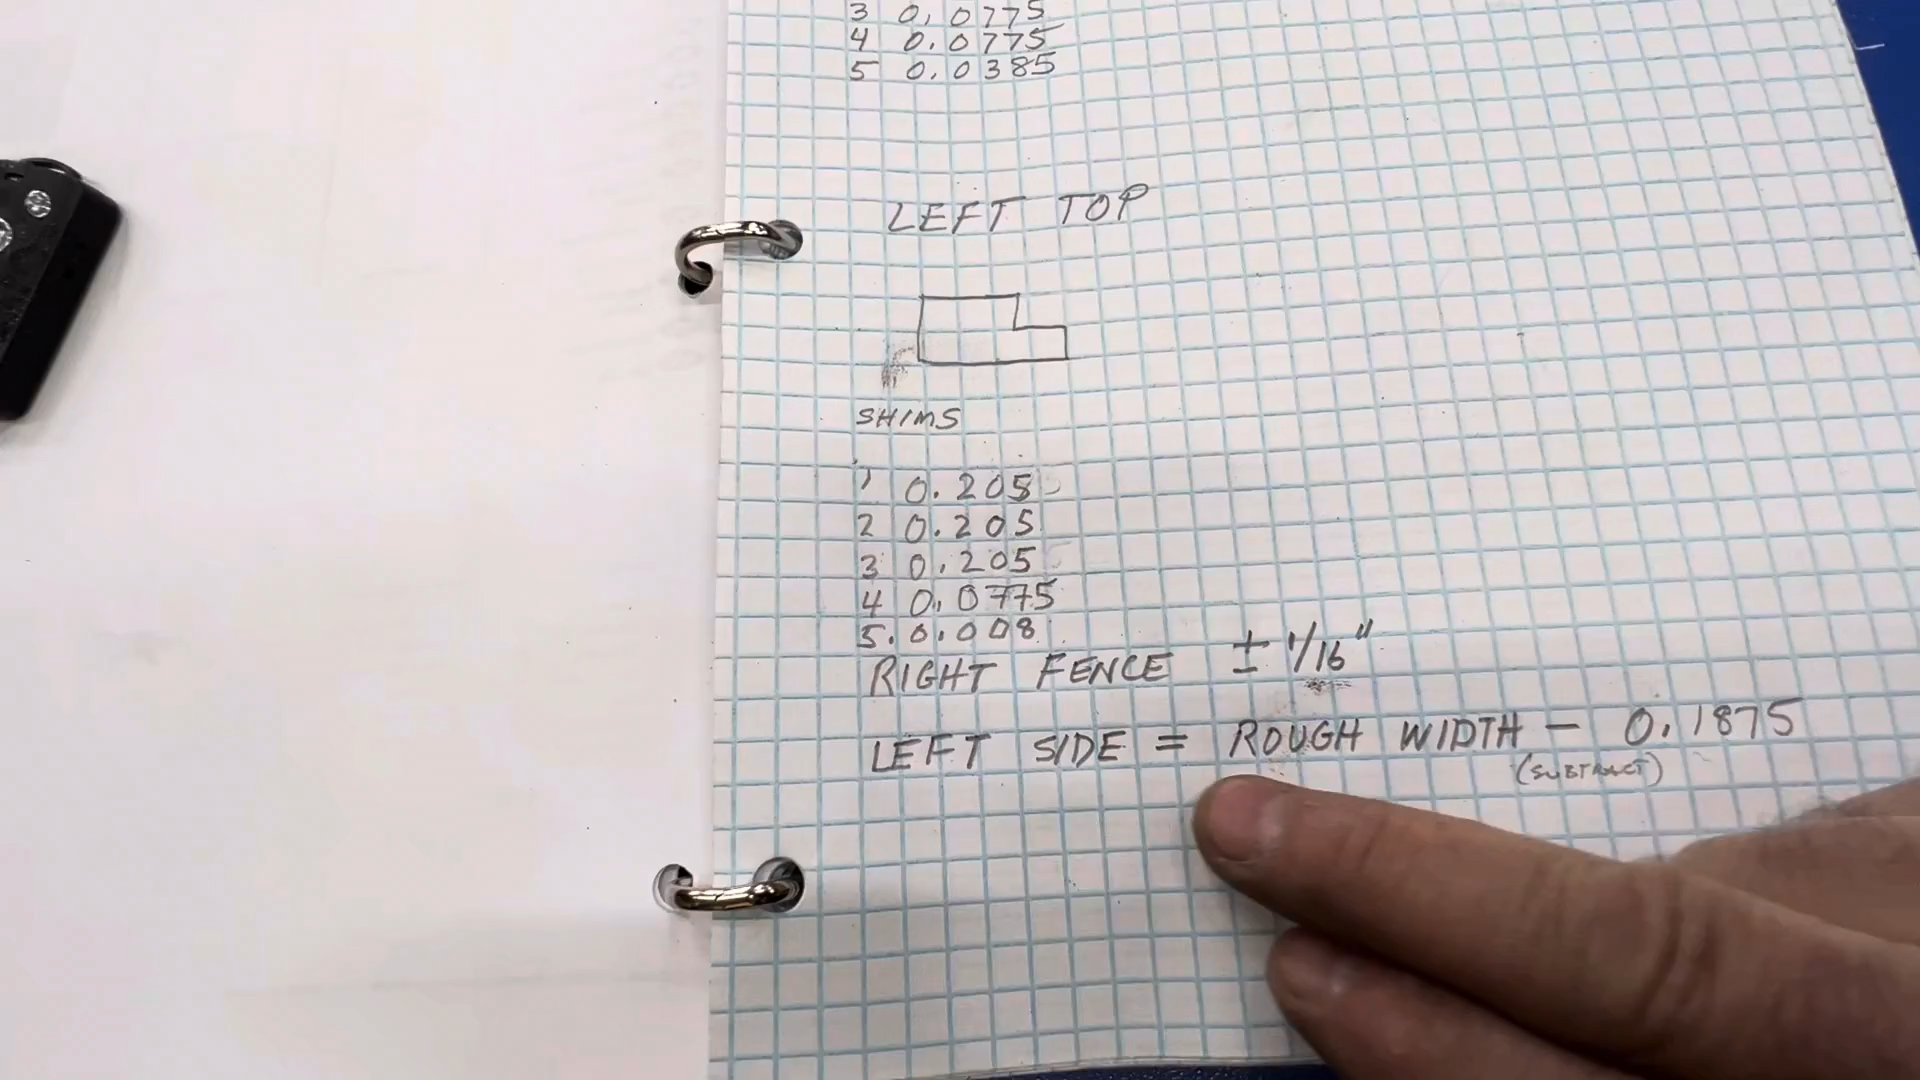 3 0.0775
4 0.0775
5 0.0385
LEFT TOP
SHIMS
1 0.205
2 0.205
3 0.205
4 0.0775
5. 0.008
RIGHT FENCE ± 1/16"
LEFT SIDE = ROUGH WIDTH - 0.1875
(SUBTRACT)